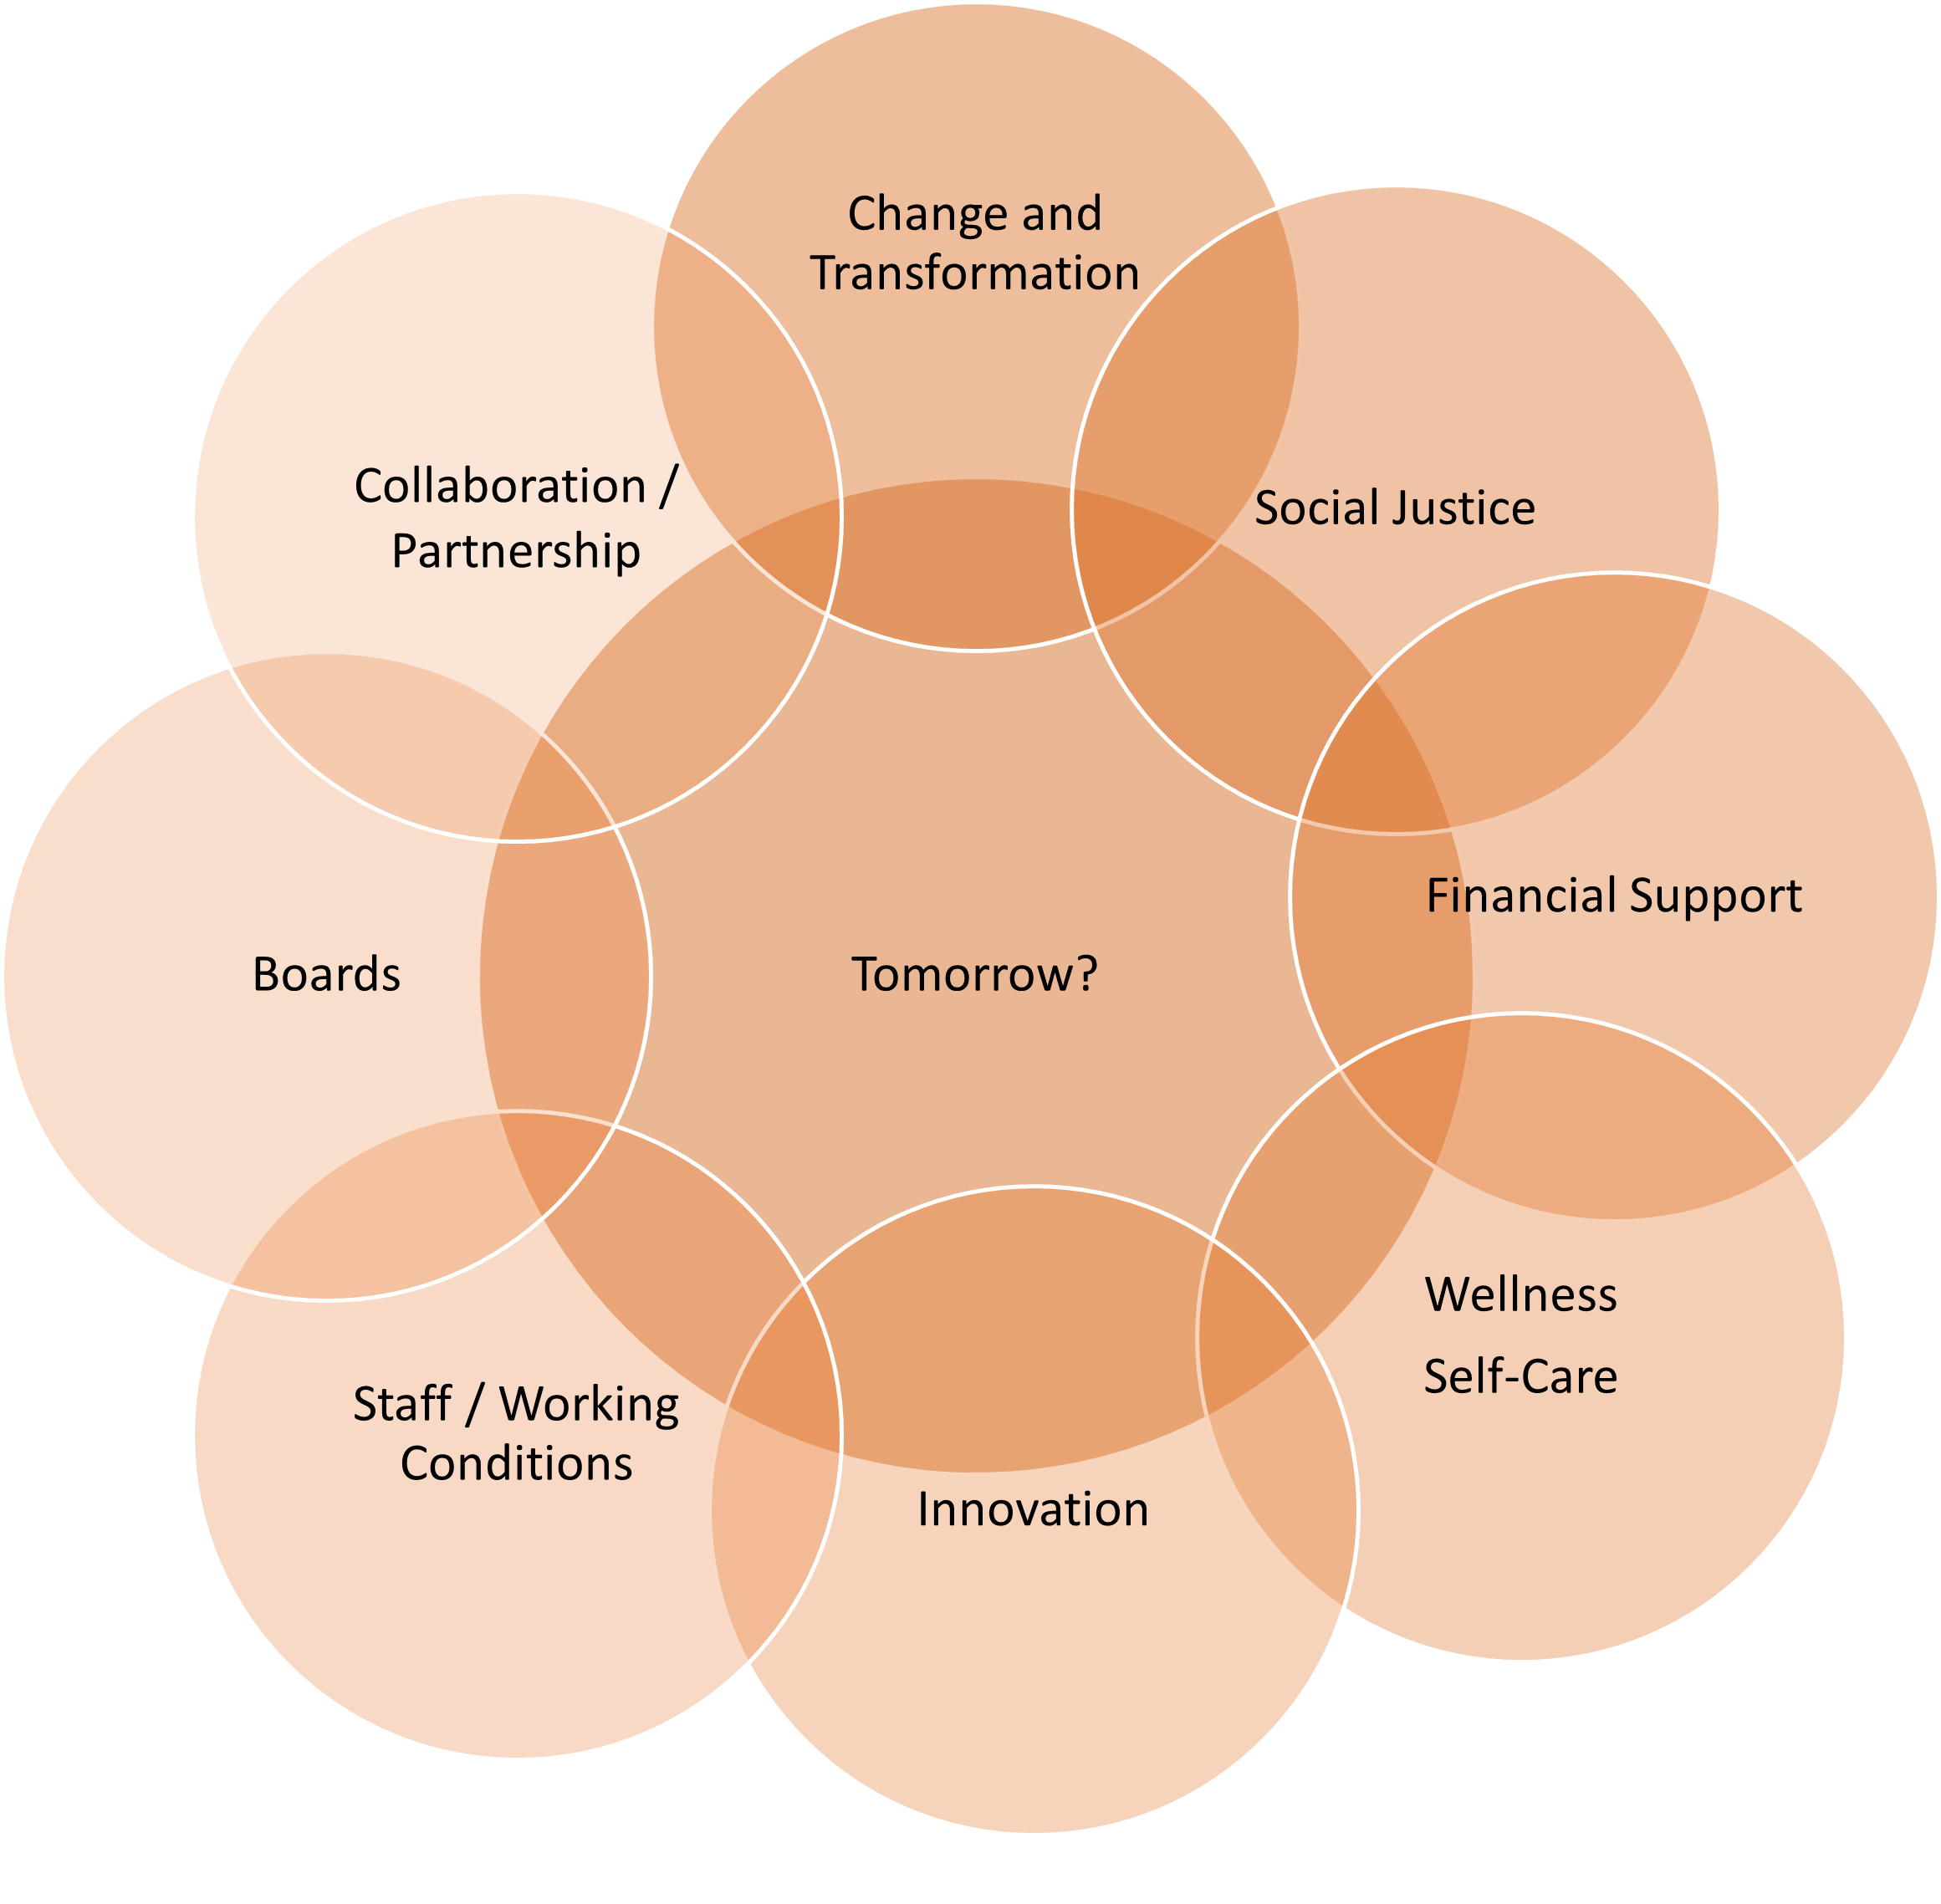 Change and
Transformation
Social Justice
Financial Support
Wellness
Self-Care
Innovation
Staff / Working
Conditions
Boards
Collaboration /
Partnership
Tomorrow?